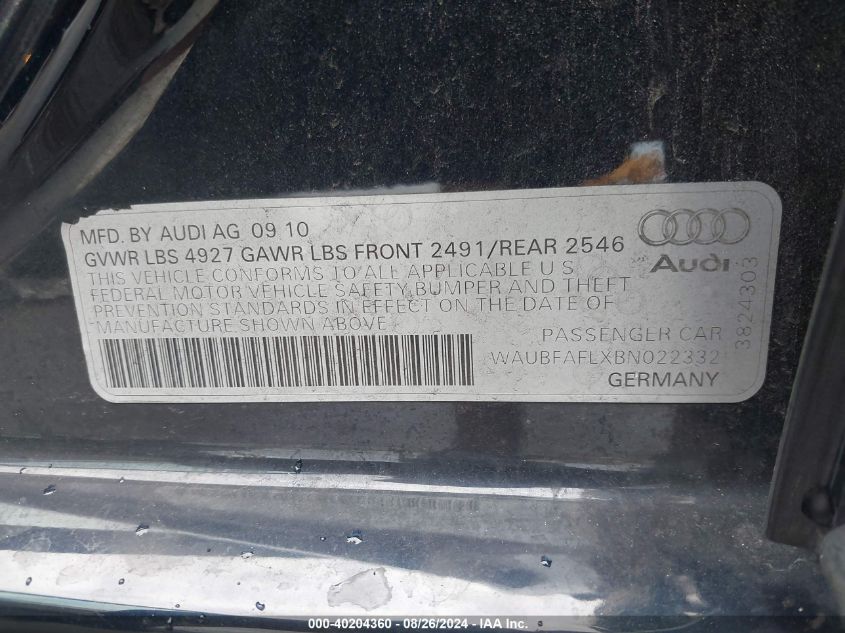 MFD. BY AUDI AG 09 10
GVWR LBS 4927 GAWR LBS FRONT 2491/REAR 2546
THIS VEHICLE CONFORMS TO ALL APPLICABLE U S
FEDERAL MOTOR VEHICLE SAFETY BUMPER AND THEFT
PREVENTION STANDARDS IN EFFECT ON THE DATE OF
MANUFACTURE SHOWN ABOVE
PASSENGER CAR
WAUBFAFLXBN022332
GERMANY
Audi
3824303
000-40204360 - 08/26/2024 - IAA Inc.